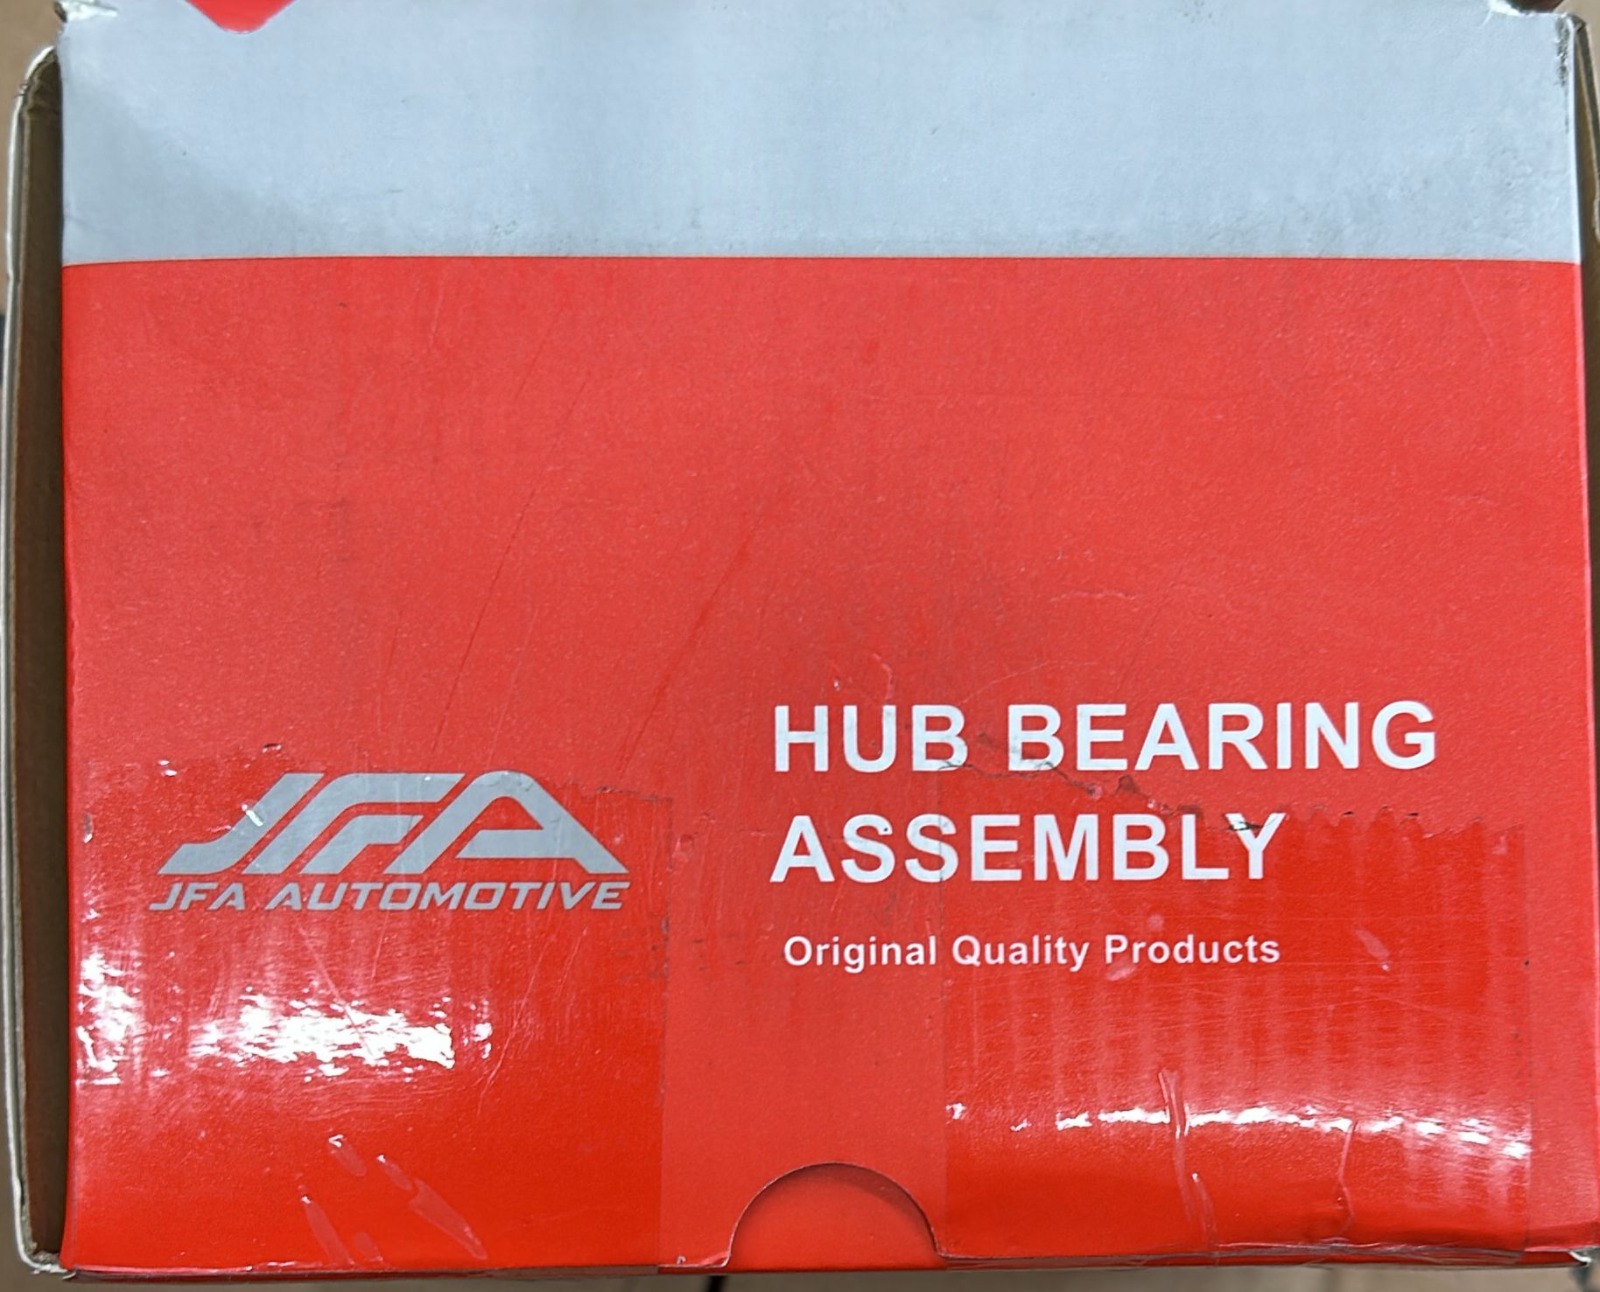 JFA
JFA AUTOMOTIVE
HUB BEARING
ASSEMBLY
Original Quality Products